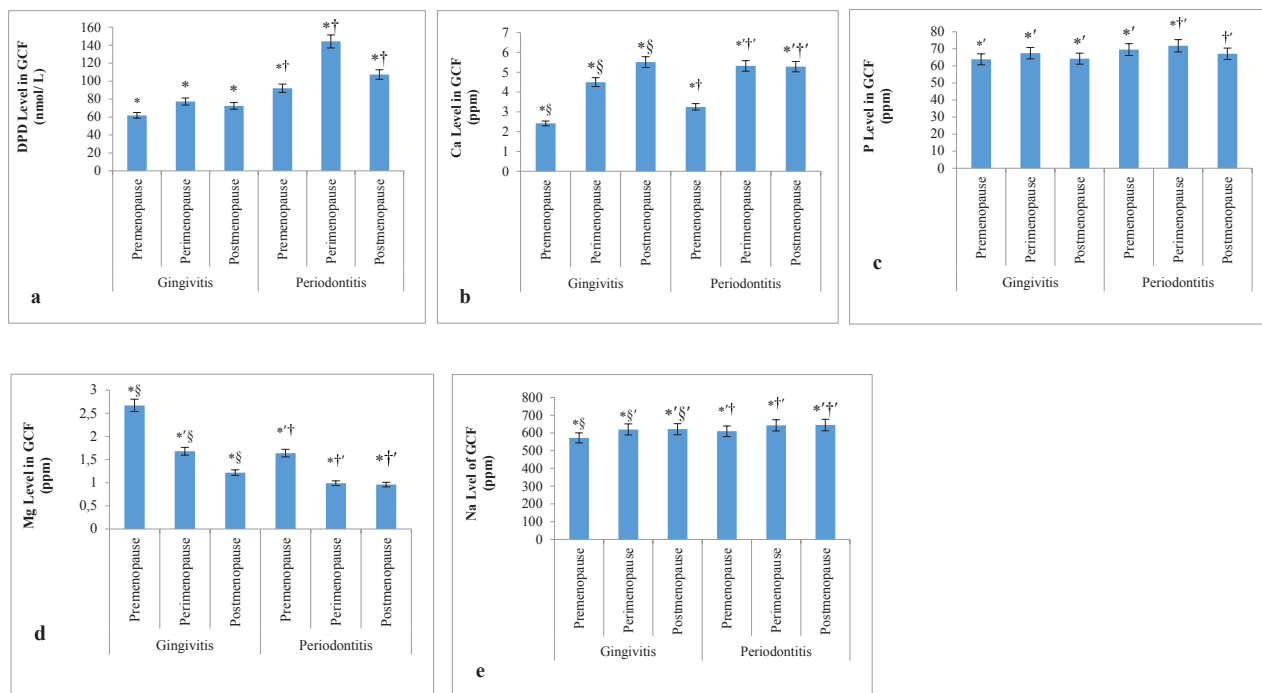 DPD Level in GCF
(nmol/ L)
160
140
120
100
80
60
40
20
0
*
*
*
*†
*†
*†
Premenopause
Perimenopause
Postmenopause
Premenopause
Perimenopause
Postmenopause
Gingivitis
Periodontitis
a
Ca Level in GCF
(ppm)
7
6
5
4
3
2
1
0
*§
*§
*§
*†
*′†′
*′†′
Premenopause
Perimenopause
Postmenopause
Premenopause
Perimenopause
Postmenopause
Gingivitis
Periodontitis
b
P Level in GCF
(ppm)
80
70
60
50
40
30
20
10
0
*′
*′
*′
*′
*†′
†′
Premenopause
Perimenopause
Postmenopause
Premenopause
Perimenopause
Postmenopause
Gingivitis
Periodontitis
c
Mg Level in GCF
(ppm)
3
2,5
2
1,5
1
0,5
0
*§
*′§
*§
*′†
*†′
*†′
Premenopause
Perimenopause
Postmenopause
Premenopause
Perimenopause
Postmenopause
Gingivitis
Periodontitis
d
Na Lvel of GCF
(ppm)
800
700
600
500
400
300
200
100
0
*§
*§′
*′§′
*′†
*†′
*′†′
Premenopause
Perimenopause
Postmenopause
Premenopause
Perimenopause
Postmenopause
Gingivitis
Periodontitis
e